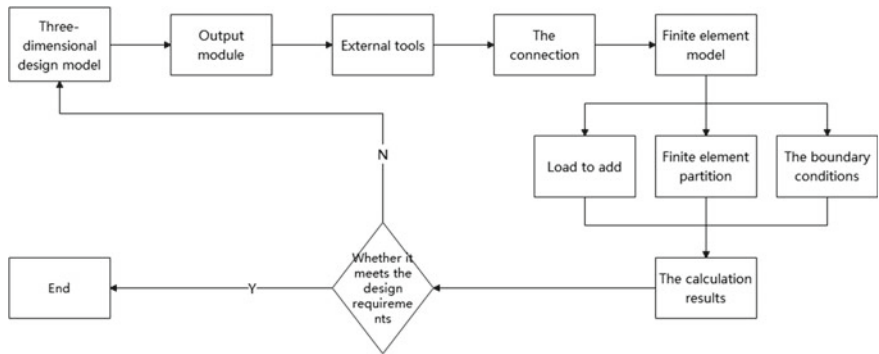 Three-
dimensional
design model
Output
module
External tools
The
connection
Finite element
model
N
Load to add
Finite element
partition
The boundary
conditions
End
Y
Whether it
meets the
design
requireme
nts
The calculation
results